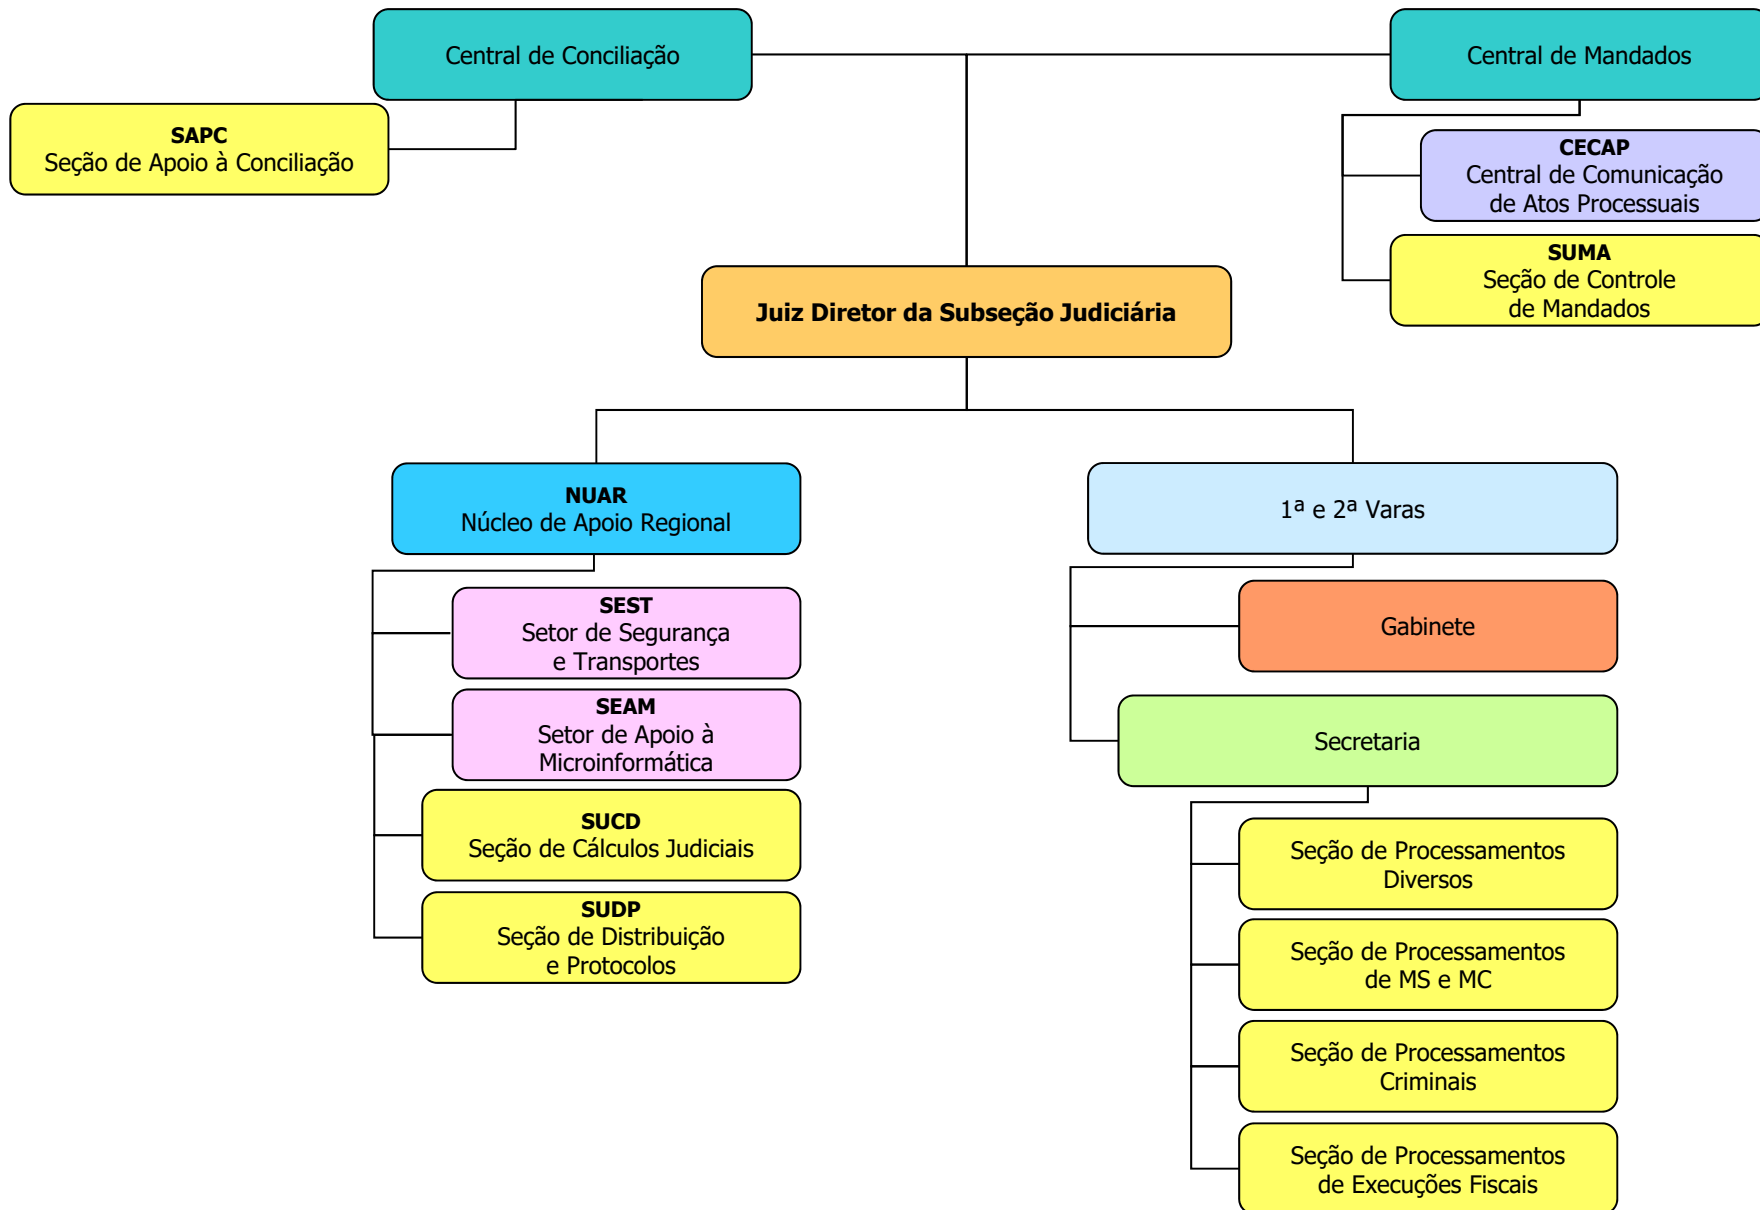 Central de Conciliação
Central de Mandados
SAPC
Seção de Apoio à Conciliação
CECAP
Central de Comunicação
de Atos Processuais
SUMA
Seção de Controle
de Mandados
Juiz Diretor da Subseção Judiciária
NUAR
Núcleo de Apoio Regional
SEST
Setor de Segurança
e Transportes
SEAM
Setor de Apoio à
Microinformática
SUCD
Seção de Cálculos Judiciais
SUDP
Seção de Distribuição
e Protocolos
1ª e 2ª Varas
Gabinete
Secretaria
Seção de Processamentos
Diversos
Seção de Processamentos
de MS e MC
Seção de Processamentos
Criminais
Seção de Processamentos
de Execuções Fiscais